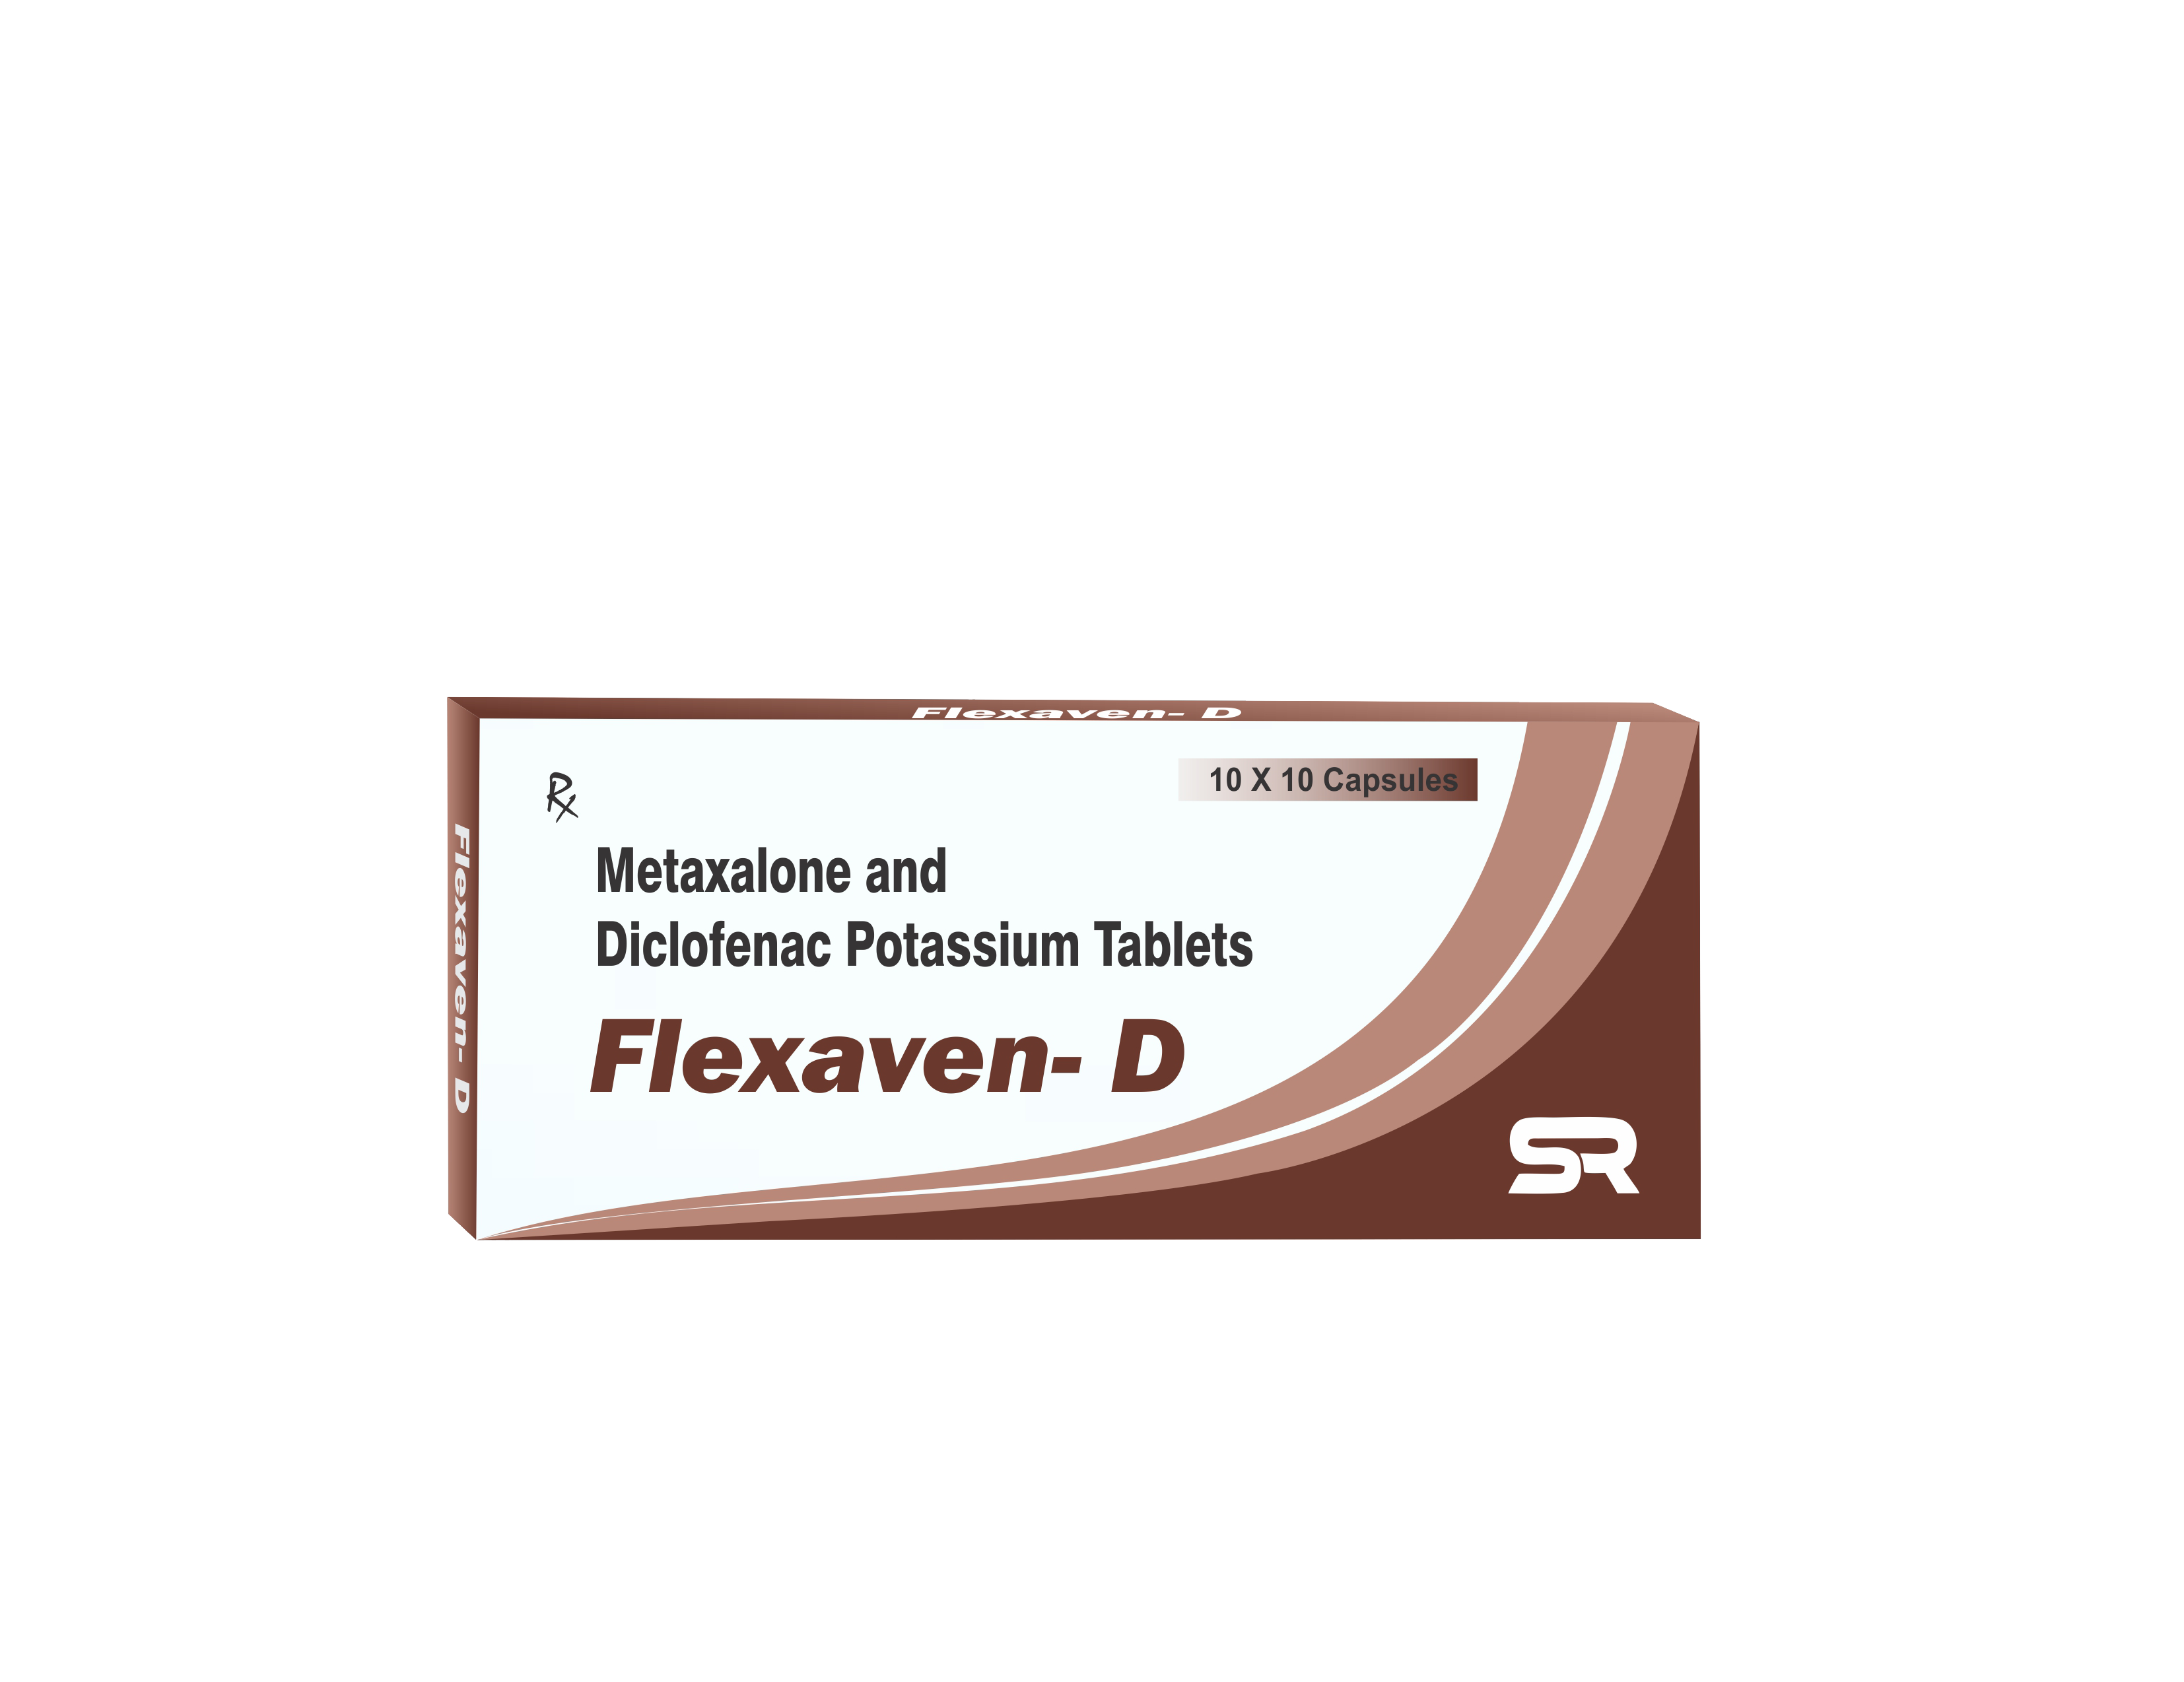 Flexaven- D
Flexaven- D
Rx
10 X 10 Capsules
Metaxalone and
Diclofenac Potassium Tablets
Flexaven- D
SR